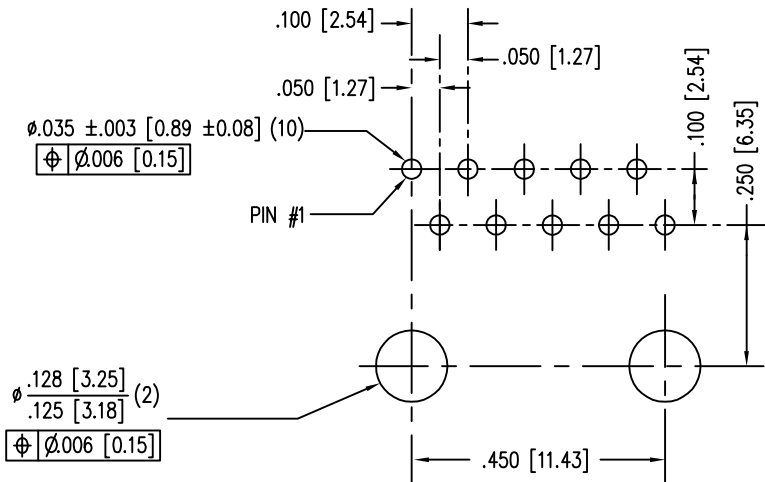 .100 [2.54]
.050 [1.27]
.050 [1.27]
.100 [2.54]
.250 [6.35]
ø.035 ±.003 [0.89 ±0.08] (10)
⌖ Ø.006 [0.15]
PIN #1
ø .128 [3.25]
.125 [3.18] (2)
⌖ Ø.006 [0.15]
.450 [11.43]